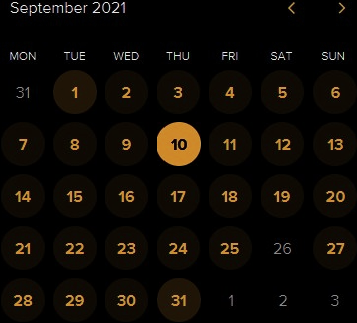 September 2021 < >
MON TUE WED THU FRI SAT SUN
31 1 2 3 4 5 6
7 8 9 10 11 12 13
14 15 16 17 18 19 20
21 22 23 24 25 26 27
28 29 30 31 1 2 3